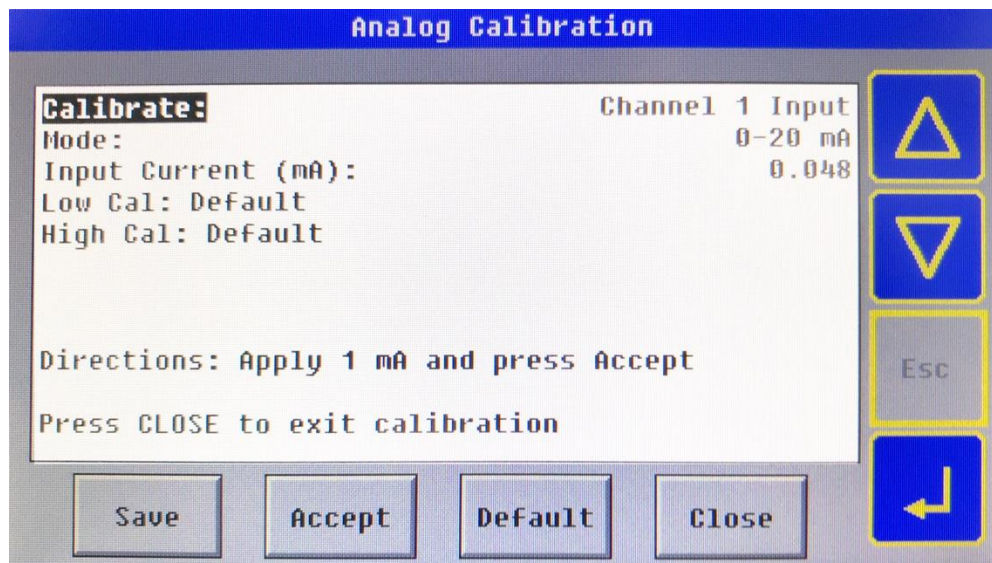 Analog Calibration
Calibrate: Channel 1 Input
Mode: 0-20 mA
Input Current (mA): 0.048
Low Cal: Default
High Cal: Default
Directions: Apply 1 mA and press Accept
Esc
Press CLOSE to exit calibration
Save Accept Default Close